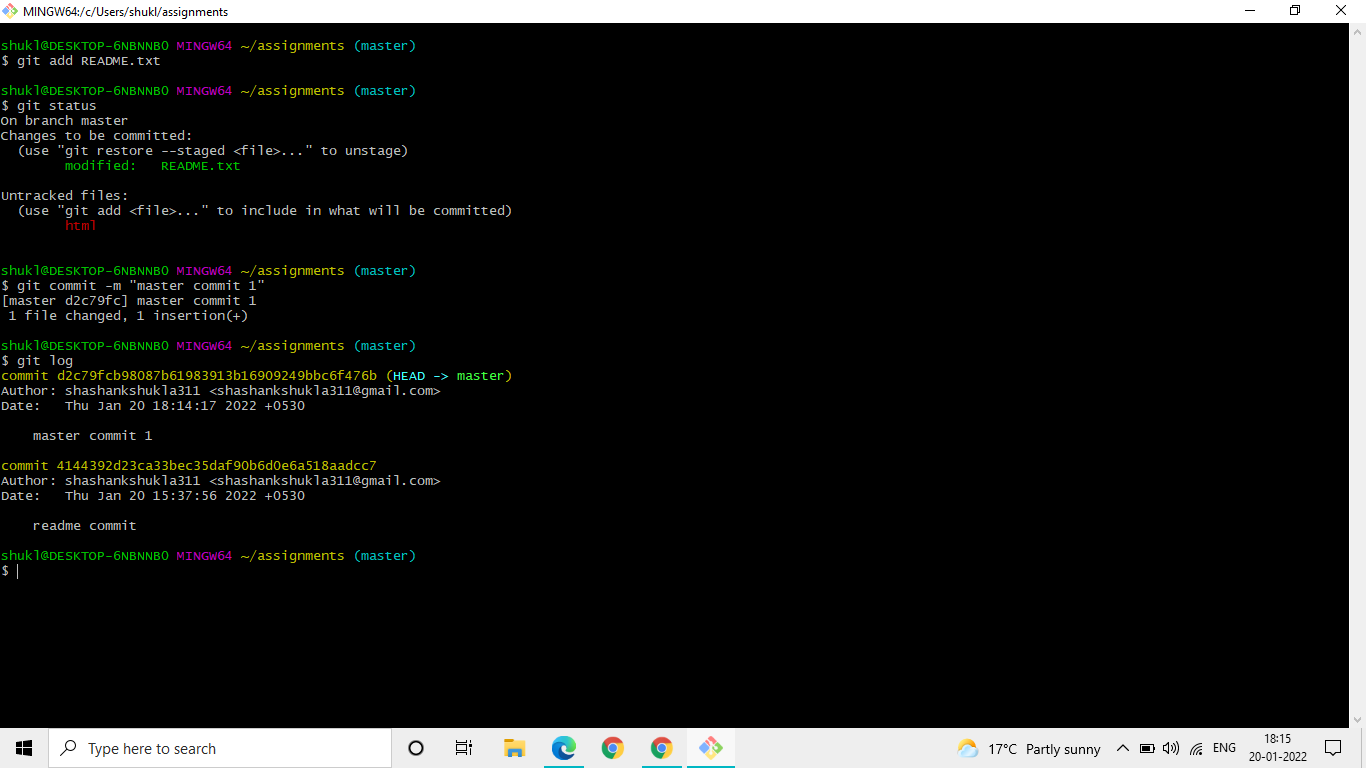 MINGW64:/c/Users/shukl/assignments
shukl@DESKTOP-6NBNNBO MINGW64 ~/assignments (master)
$ git add README.txt
shukl@DESKTOP-6NBNNBO MINGW64 ~/assignments (master)
$ git status
On branch master
Changes to be committed:
  (use "git restore --staged <file>..." to unstage)
        modified:   README.txt
Untracked files:
  (use "git add <file>..." to include in what will be committed)
        html
shukl@DESKTOP-6NBNNBO MINGW64 ~/assignments (master)
$ git commit -m "master commit 1"
[master d2c79fc] master commit 1
 1 file changed, 1 insertion(+)
shukl@DESKTOP-6NBNNBO MINGW64 ~/assignments (master)
$ git log
commit d2c79fcb98087b61983913b16909249bbc6f476b (HEAD -> master)
Author: shashankshukla311 <shashankshukla311@gmail.com>
Date:   Thu Jan 20 18:14:17 2022 +0530
    master commit 1
commit 4144392d23ca33bec35daf90b6d0e6a518aadcc7
Author: shashankshukla311 <shashankshukla311@gmail.com>
Date:   Thu Jan 20 15:37:56 2022 +0530
    readme commit
shukl@DESKTOP-6NBNNBO MINGW64 ~/assignments (master)
$
Type here to search
17°C Partly sunny
ENG
18:15
20-01-2022